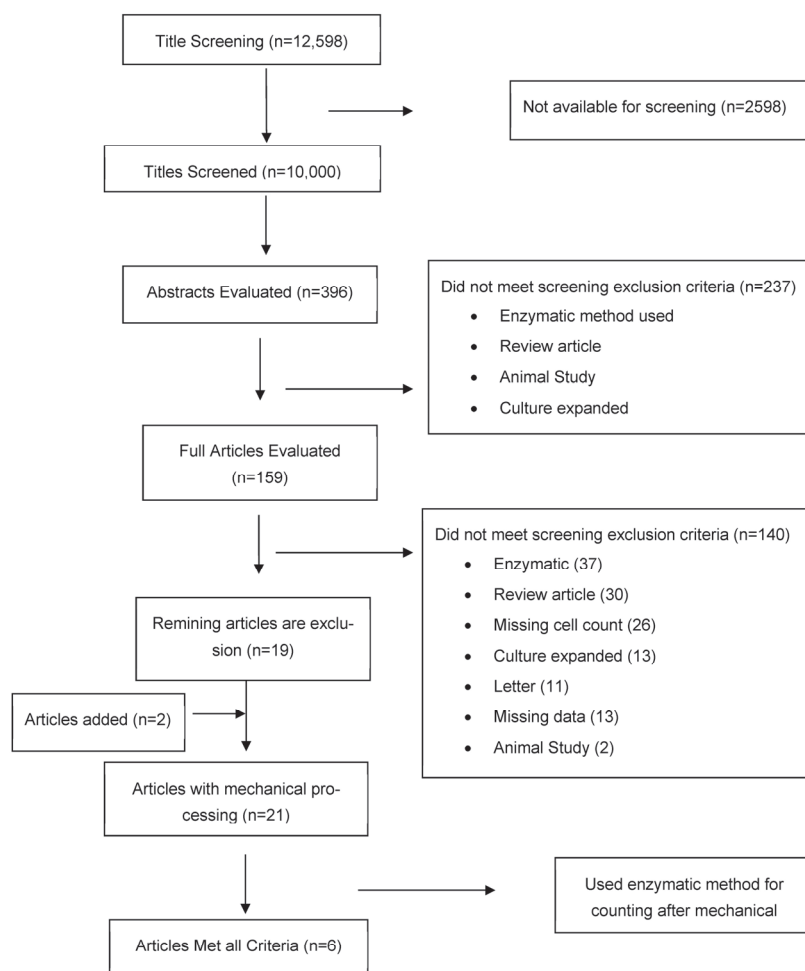 Title Screening (n=12,598)
Not available for screening (n=2598)
Titles Screened (n=10,000)
Abstracts Evaluated (n=396)
Did not meet screening exclusion criteria (n=237)
• Enzymatic method used
• Review article
• Animal Study
• Culture expanded
Full Articles Evaluated
(n=159)
Did not meet screening exclusion criteria (n=140)
• Enzymatic (37)
• Review article (30)
• Missing cell count (26)
• Culture expanded (13)
• Letter (11)
• Missing data (13)
• Animal Study (2)
Remining articles are exclu-
sion (n=19)
Articles added (n=2)
Articles with mechanical pro-
cessing (n=21)
Used enzymatic method for
counting after mechanical
Articles Met all Criteria (n=6)